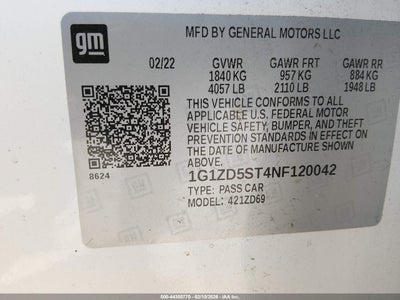 gm
MFD BY GENERAL MOTORS LLC
02/22 GVWR GAWR FRT GAWR RR
1840 KG 957 KG 884 KG
4057 LB 2110 LB 1948 LB
THIS VEHICLE CONFORMS TO ALL
APPLICABLE U.S. FEDERAL MOTOR
VEHICLE SAFETY, BUMPER, AND THEFT
PREVENTION STANDARDS IN EFFECT ON
THE DATE OF MANUFACTURE SHOWN
ABOVE.
8624
1G1ZD5ST4NF120042
TYPE: PASS CAR
MODEL: 421ZD69